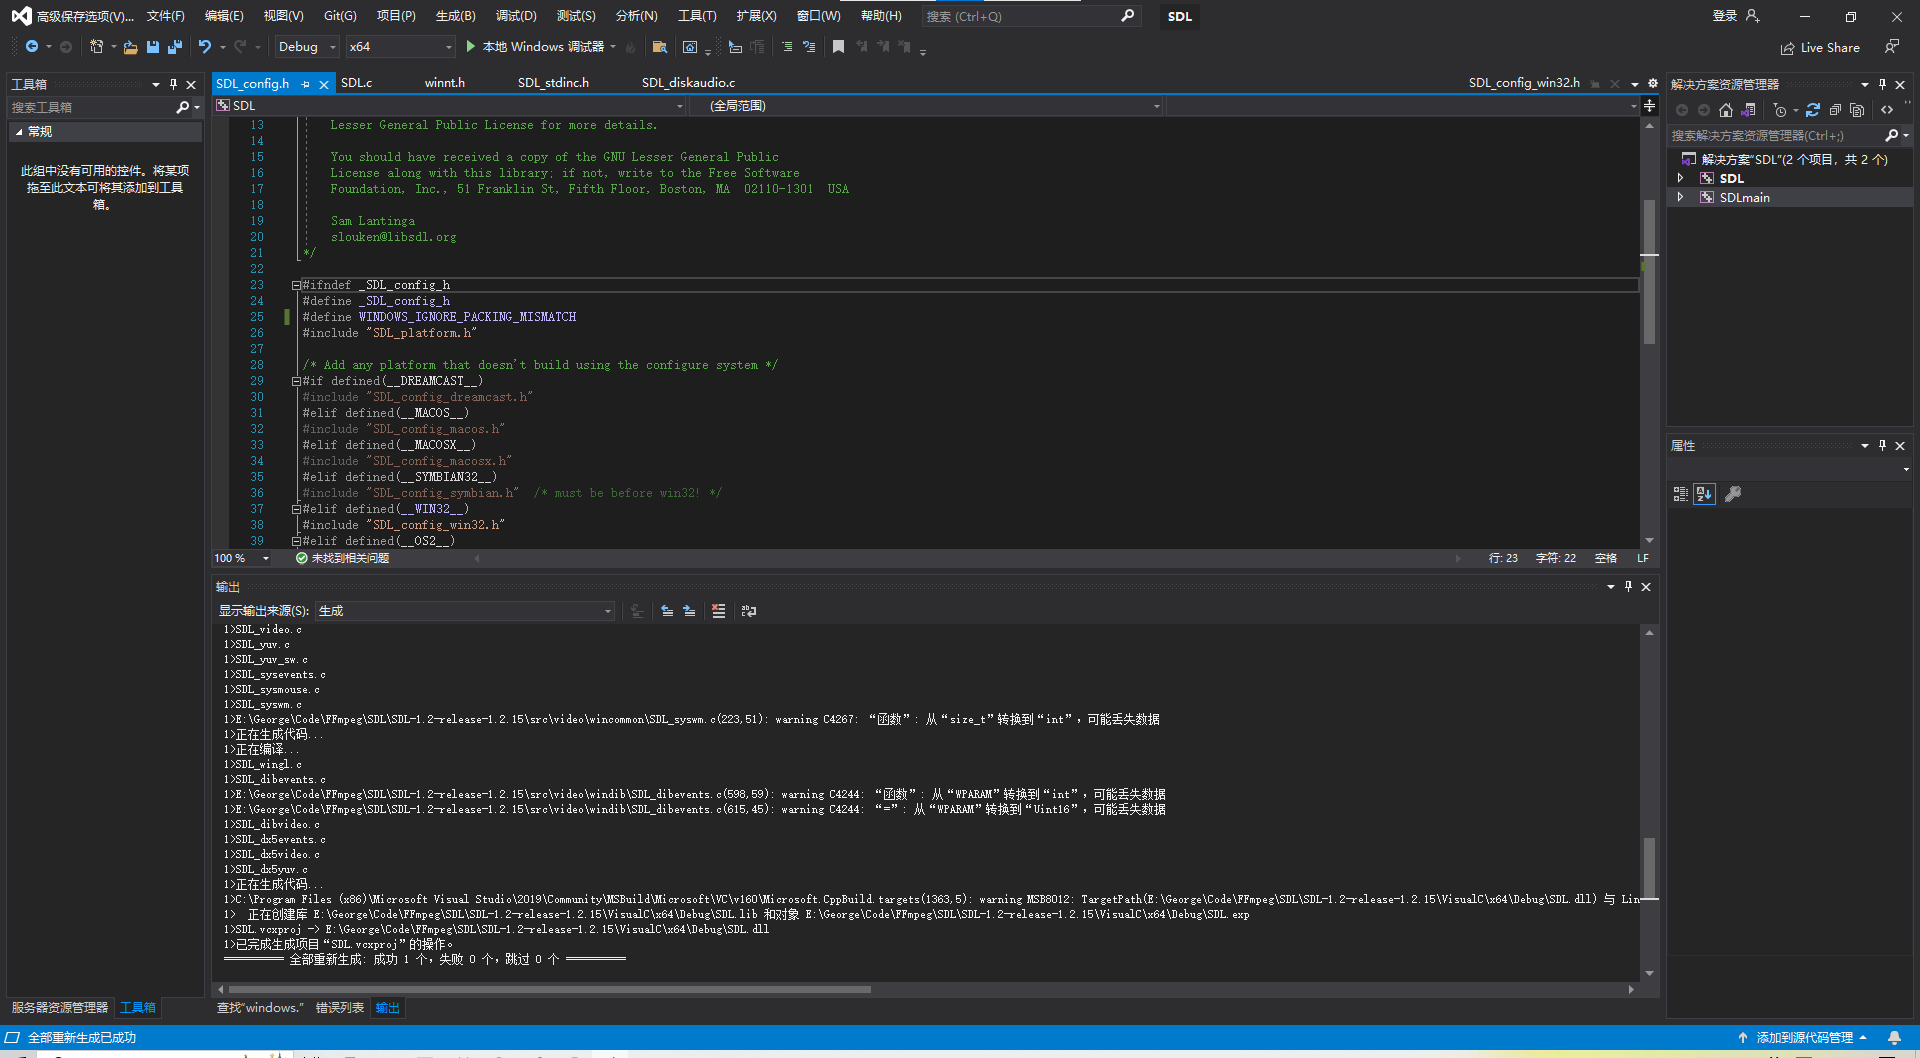 高级保存选项(V)... 文件(F) 编辑(E) 视图(V) Git(G) 项目(P) 生成(B) 调试(D) 测试(S) 分析(N) 工具(T) 扩展(X) 窗口(W) 帮助(H) 搜索 (Ctrl+Q) SDL 登录
Debug x64 本地 Windows 调试器 Live Share
工具箱
搜索工具箱
常规
此组中没有可用的控件。将某项
拖至此文本可将其添加到工具
箱。
SDL_config.h SDL.c winnt.h SDL_stdinc.h SDL_diskaudio.c SDL_config_win32.h
SDL (全局范围)
13 Lesser General Public License for more details.
14
15 You should have received a copy of the GNU Lesser General Public
16 License along with this library; if not, write to the Free Software
17 Foundation, Inc., 51 Franklin St, Fifth Floor, Boston, MA  02110-1301  USA
18
19 Sam Lantinga
20 slouken@libsdl.org
21 */
22
23 #ifndef _SDL_config_h
24 #define _SDL_config_h
25 #define WINDOWS_IGNORE_PACKING_MISMATCH
26 #include "SDL_platform.h"
27
28 /* Add any platform that doesn't build using the configure system */
29 #if defined(__DREAMCAST__)
30 #include "SDL_config_dreamcast.h"
31 #elif defined(__MACOS__)
32 #include "SDL_config_macos.h"
33 #elif defined(__MACOSX__)
34 #include "SDL_config_macosx.h"
35 #elif defined(__SYMBIAN32__)
36 #include "SDL_config_symbian.h"  /* must be before win32! */
37 #elif defined(__WIN32__)
38 #include "SDL_config_win32.h"
39 #elif defined(__OS2__)
100 % 未找到相关问题 行: 23 字符: 22 空格 LF
输出
显示输出来源(S): 生成
1>SDL_video.c
1>SDL_yuv.c
1>SDL_yuv_sw.c
1>SDL_sysevents.c
1>SDL_sysmouse.c
1>SDL_syswm.c
1>E:\George\Code\FFmpeg\SDL\SDL-1.2-release-1.2.15\src\video\wincommon\SDL_syswm.c(223,51): warning C4267: “函数”: 从“size_t”转换到“int”，可能丢失数据
1>正在生成代码...
1>正在编译...
1>SDL_wingl.c
1>SDL_dibevents.c
1>E:\George\Code\FFmpeg\SDL\SDL-1.2-release-1.2.15\src\video\windib\SDL_dibevents.c(598,59): warning C4244: “函数”: 从“WPARAM”转换到“int”，可能丢失数据
1>E:\George\Code\FFmpeg\SDL\SDL-1.2-release-1.2.15\src\video\windib\SDL_dibevents.c(615,45): warning C4244: “=”: 从“WPARAM”转换到“Uint16”，可能丢失数据
1>SDL_dibvideo.c
1>SDL_dx5events.c
1>SDL_dx5video.c
1>SDL_dx5yuv.c
1>正在生成代码...
1>C:\Program Files (x86)\Microsoft Visual Studio\2019\Community\MSBuild\Microsoft\VC\v160\Microsoft.CppBuild.targets(1363,5): warning MSB8012: TargetPath(E:\George\Code\FFmpeg\SDL\SDL-1.2-release-1.2.15\VisualC\x64\Debug\SDL.dll) 与 Lin
1>  正在创建库 E:\George\Code\FFmpeg\SDL\SDL-1.2-release-1.2.15\VisualC\x64\Debug\SDL.lib 和对象 E:\George\Code\FFmpeg\SDL\SDL-1.2-release-1.2.15\VisualC\x64\Debug\SDL.exp
1>SDL.vcxproj -> E:\George\Code\FFmpeg\SDL\SDL-1.2-release-1.2.15\VisualC\x64\Debug\SDL.dll
1>已完成生成项目“SDL.vcxproj”的操作。
========== 全部重新生成: 成功 1 个，失败 0 个，跳过 0 个 ==========
解决方案资源管理器
搜索解决方案资源管理器(Ctrl+;)
解决方案"SDL"(2 个项目，共 2 个)
SDL
SDLmain
属性
服务器资源管理器 工具箱 查找"windows." 错误列表 输出
全部重新生成已成功 添加到源代码管理